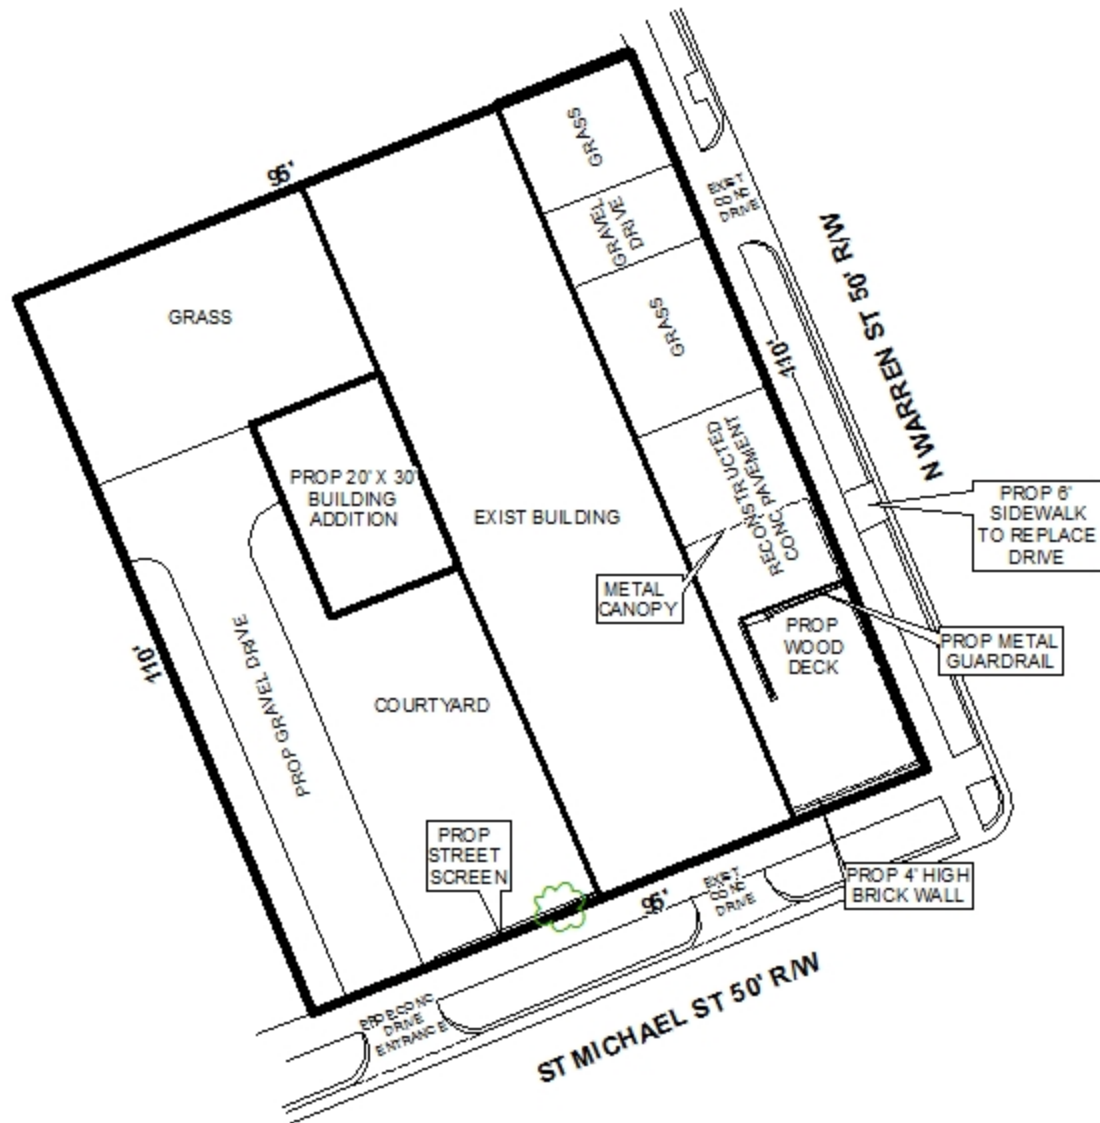 GRASS
95'
EXIST
CONC
DRIVE
GRAVEL
DRIVE
N WARREN ST 50' R/W
GRASS
GRASS
110'
RECONSTRUCTED
CONC PAVEMENT
PROP 20' X 30'
BUILDING
ADDITION
EXIST BUILDING
PROP 6'
SIDEWALK
TO REPLACE
DRIVE
METAL
CANOPY
PROP
WOOD
DECK
PROP METAL
GUARDRAIL
110'
PROP GRAVEL DRIVE
COURTYARD
PROP
STREET
SCREEN
95'
EXIST
CONC
DRIVE
PROP 4' HIGH
BRICK WALL
PROP CONC
DRIVE
ENTRANCE
ST MICHAEL ST 50' R/W